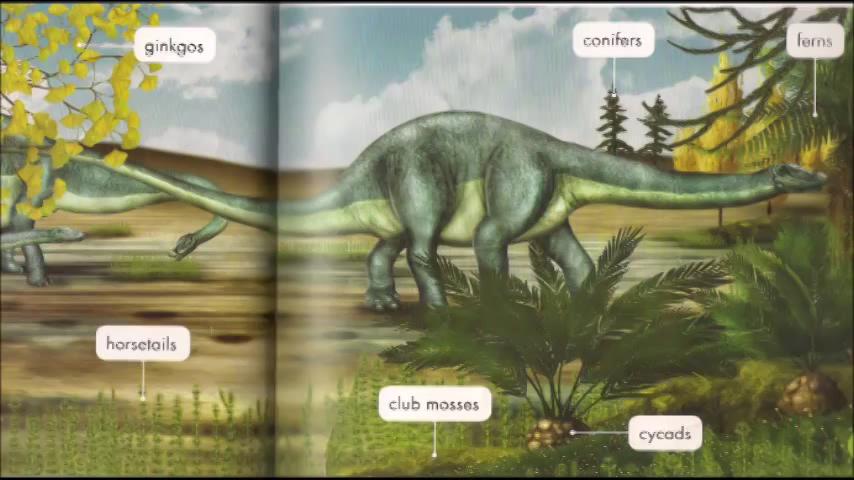 ginkgos
conifers
ferns
horsetails
club mosses
cycads